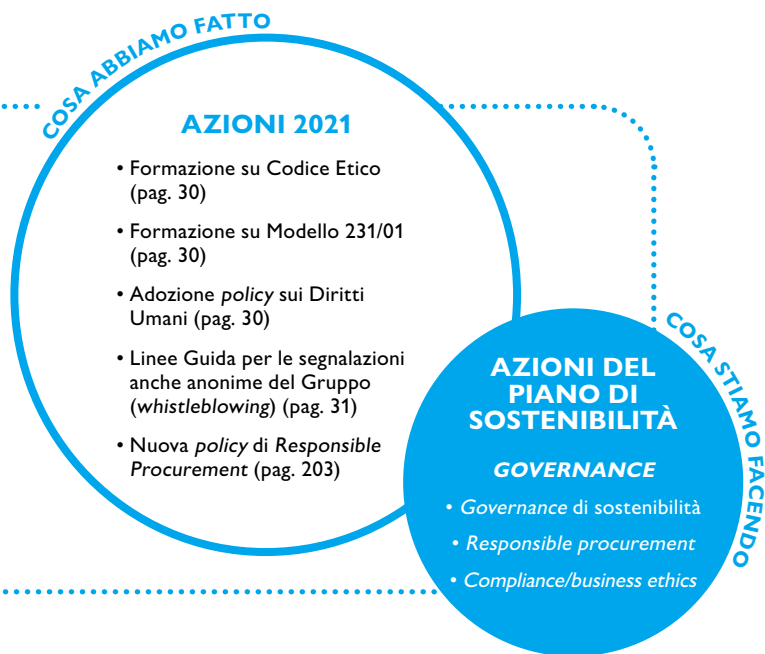 COSA ABBIAMO FATTO
AZIONI 2021
• Formazione su Codice Etico
(pag. 30)
• Formazione su Modello 231/01
(pag. 30)
• Adozione policy sui Diritti
Umani (pag. 30)
• Linee Guida per le segnalazioni
anche anonime del Gruppo
(whistleblowing) (pag. 31)
• Nuova policy di Responsible
Procurement (pag. 203)
COSA STIAMO FACENDO
AZIONI DEL
PIANO DI
SOSTENIBILITÀ
GOVERNANCE
• Governance di sostenibilità
• Responsible procurement
• Compliance/business ethics